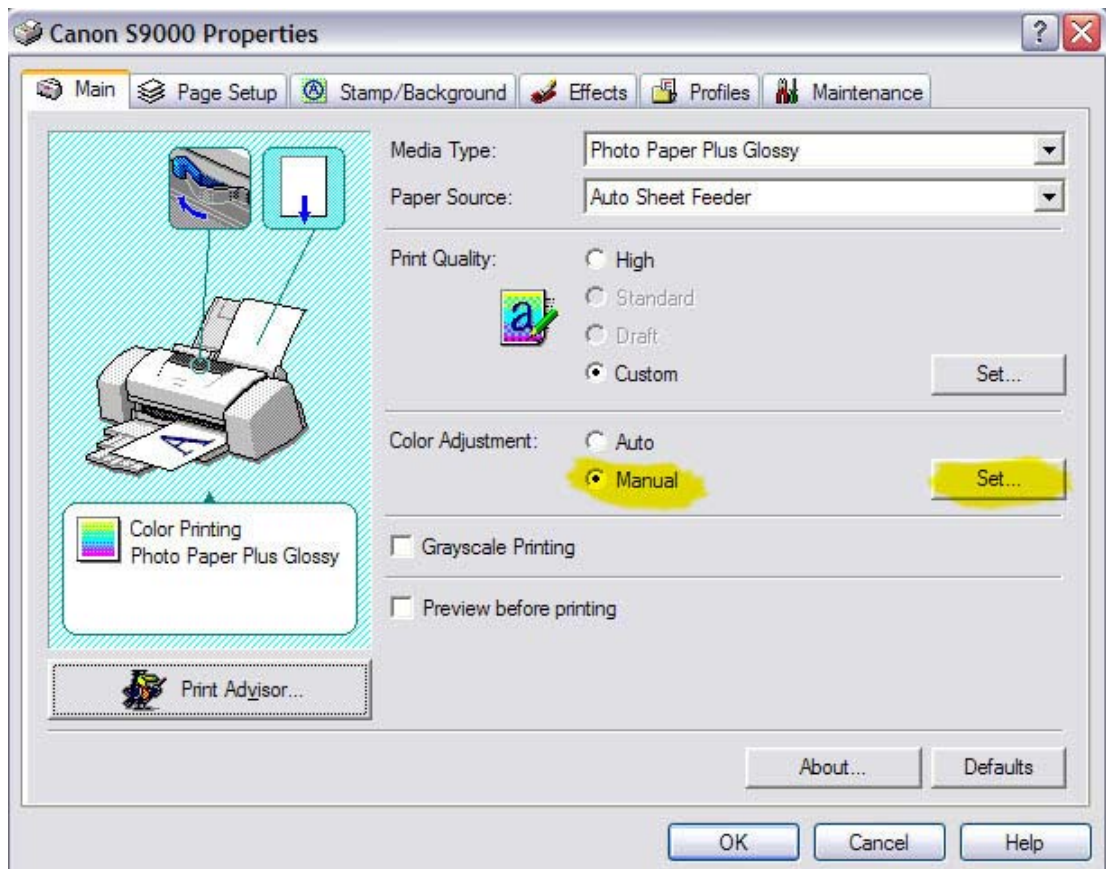 Canon S9000 Properties
Main Page Setup Stamp/Background Effects Profiles Maintenance
Media Type: Photo Paper Plus Glossy
Paper Source: Auto Sheet Feeder
Print Quality: High
Standard
Draft
Custom Set...
Color Adjustment: Auto
Manual Set...
Color Printing
Photo Paper Plus Glossy
Grayscale Printing
Preview before printing
Print Advisor...
About... Defaults
OK Cancel Help